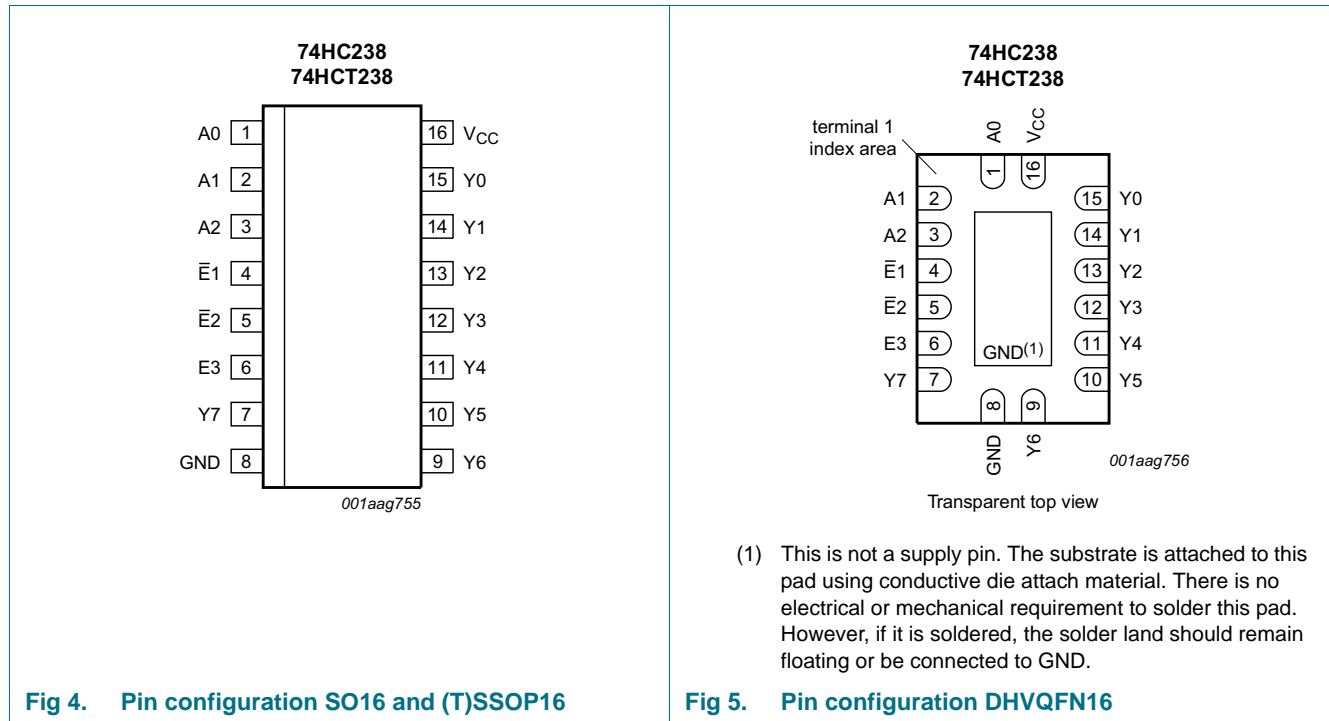 74HC238
74HCT238
A0 1
16 VCC
A1 2
15 Y0
A2 3
14 Y1
E̅1 4
13 Y2
E̅2 5
12 Y3
E3 6
11 Y4
Y7 7
10 Y5
GND 8
9 Y6
001aag755
Fig 4. Pin configuration SO16 and (T)SSOP16
74HC238
74HCT238
terminal 1
index area
A0
VCC
1
16
A1 2
15 Y0
A2 3
14 Y1
E̅1 4
13 Y2
E̅2 5
12 Y3
E3 6
11 Y4
GND(1)
Y7 7
10 Y5
8
9
GND
Y6
001aag756
Transparent top view
(1) This is not a supply pin. The substrate is attached to this
pad using conductive die attach material. There is no
electrical or mechanical requirement to solder this pad.
However, if it is soldered, the solder land should remain
floating or be connected to GND.
Fig 5. Pin configuration DHVQFN16